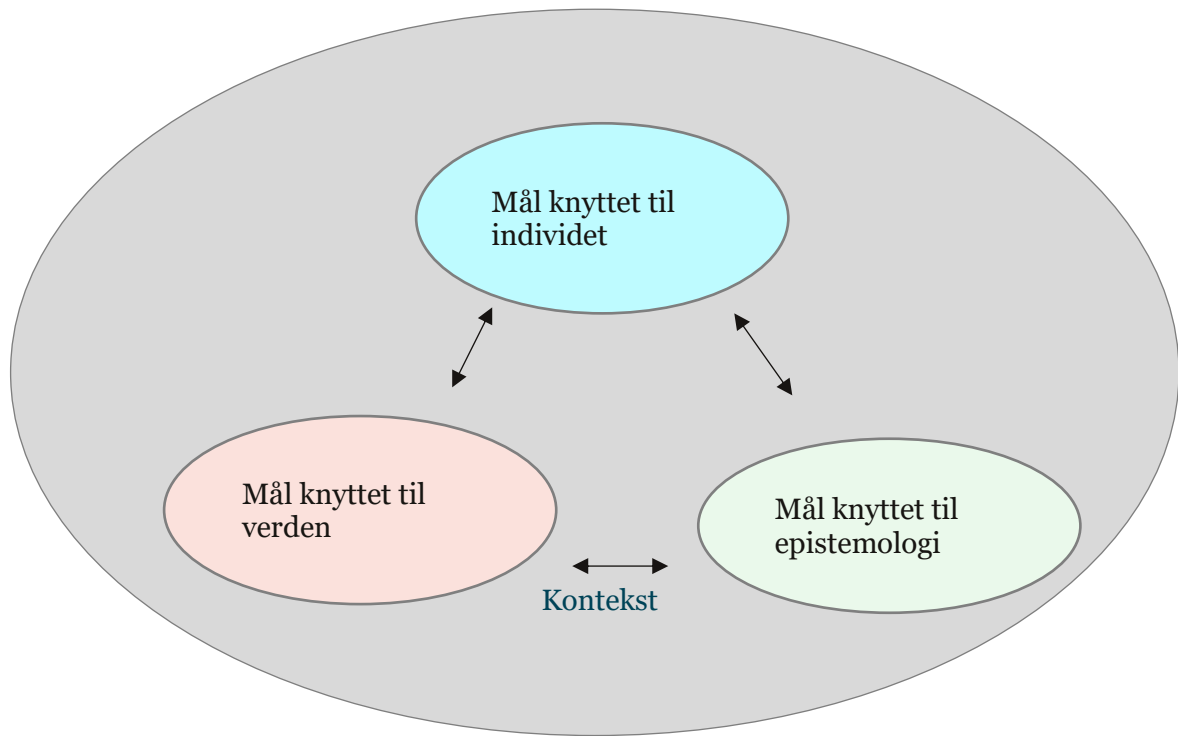 Mål knyttet til
individet
Mål knyttet til
verden
Mål knyttet til
epistemologi
Kontekst